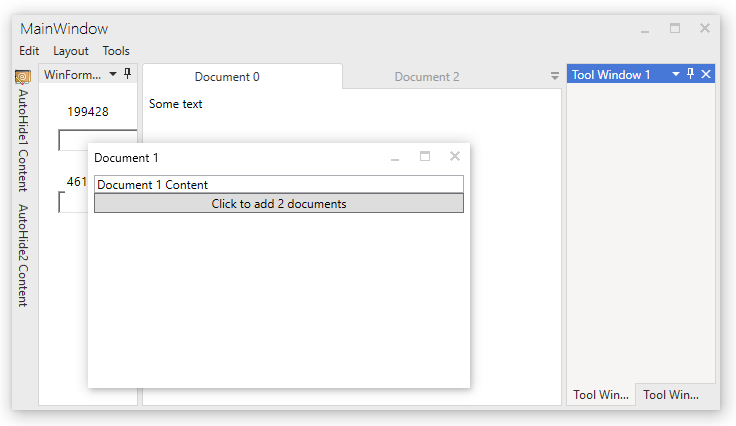 MainWindow
Edit Layout Tools
AutoHide1 Content
AutoHide2 Content
WinForm...
199428
461
Document 0
Document 2
Some text
Document 1
Document 1 Content
Click to add 2 documents
Tool Window 1
Tool Win...
Tool Win...